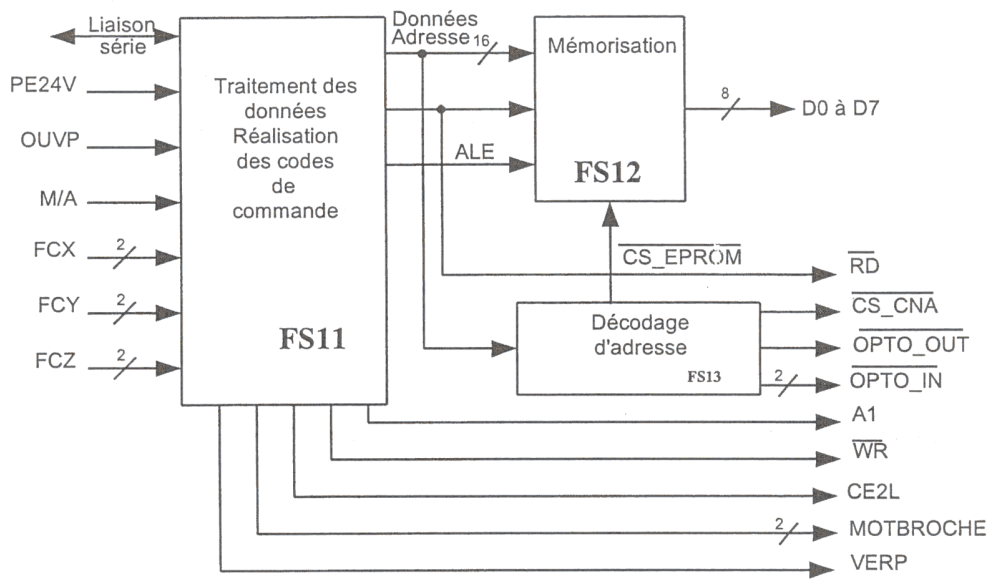 Liaison
série
PE24V
OUVP
M/A
FCX 2
FCY 2
FCZ 2
Traitement des
données
Réalisation
des codes
de
commande
FS11
Données
Adresse 16
ALE
Mémorisation
FS12
8
D0 à D7
CS_EPROM
RD
Décodage
d'adresse
FS13
CS_CNA
OPTO_OUT
2 OPTO_IN
A1
WR
CE2L
2 MOTBROCHE
VERP